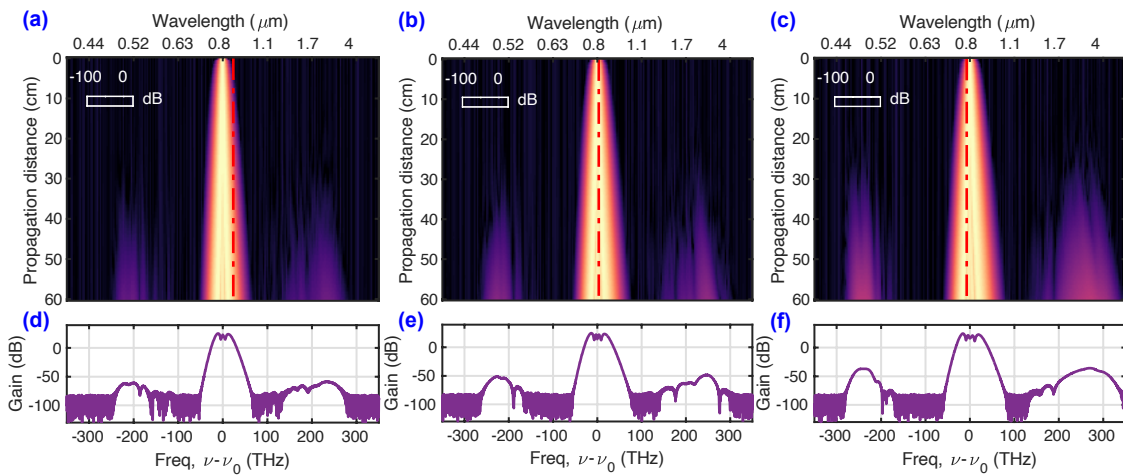 (a)
Wavelength ( μm)
0.44 0.52 0.63 0.8 1.1 1.7 4
Propagation distance (cm)
0
10
20
30
40
50
60
-100 0
dB
(b)
Wavelength ( μm)
0.44 0.52 0.63 0.8 1.1 1.7 4
Propagation distance (cm)
0
10
20
30
40
50
60
-100 0
dB
(c)
Wavelength ( μm)
0.44 0.52 0.63 0.8 1.1 1.7 4
Propagation distance (cm)
0
10
20
30
40
50
60
-100 0
dB
(d)
Gain (dB)
0
-50
-100
-300 -200 -100 0 100 200 300
Freq, ν-ν0 (THz)
(e)
Gain (dB)
0
-50
-100
-300 -200 -100 0 100 200 300
Freq, ν-ν0 (THz)
(f)
Gain (dB)
0
-50
-100
-300 -200 -100 0 100 200 300
Freq, ν-ν0 (THz)